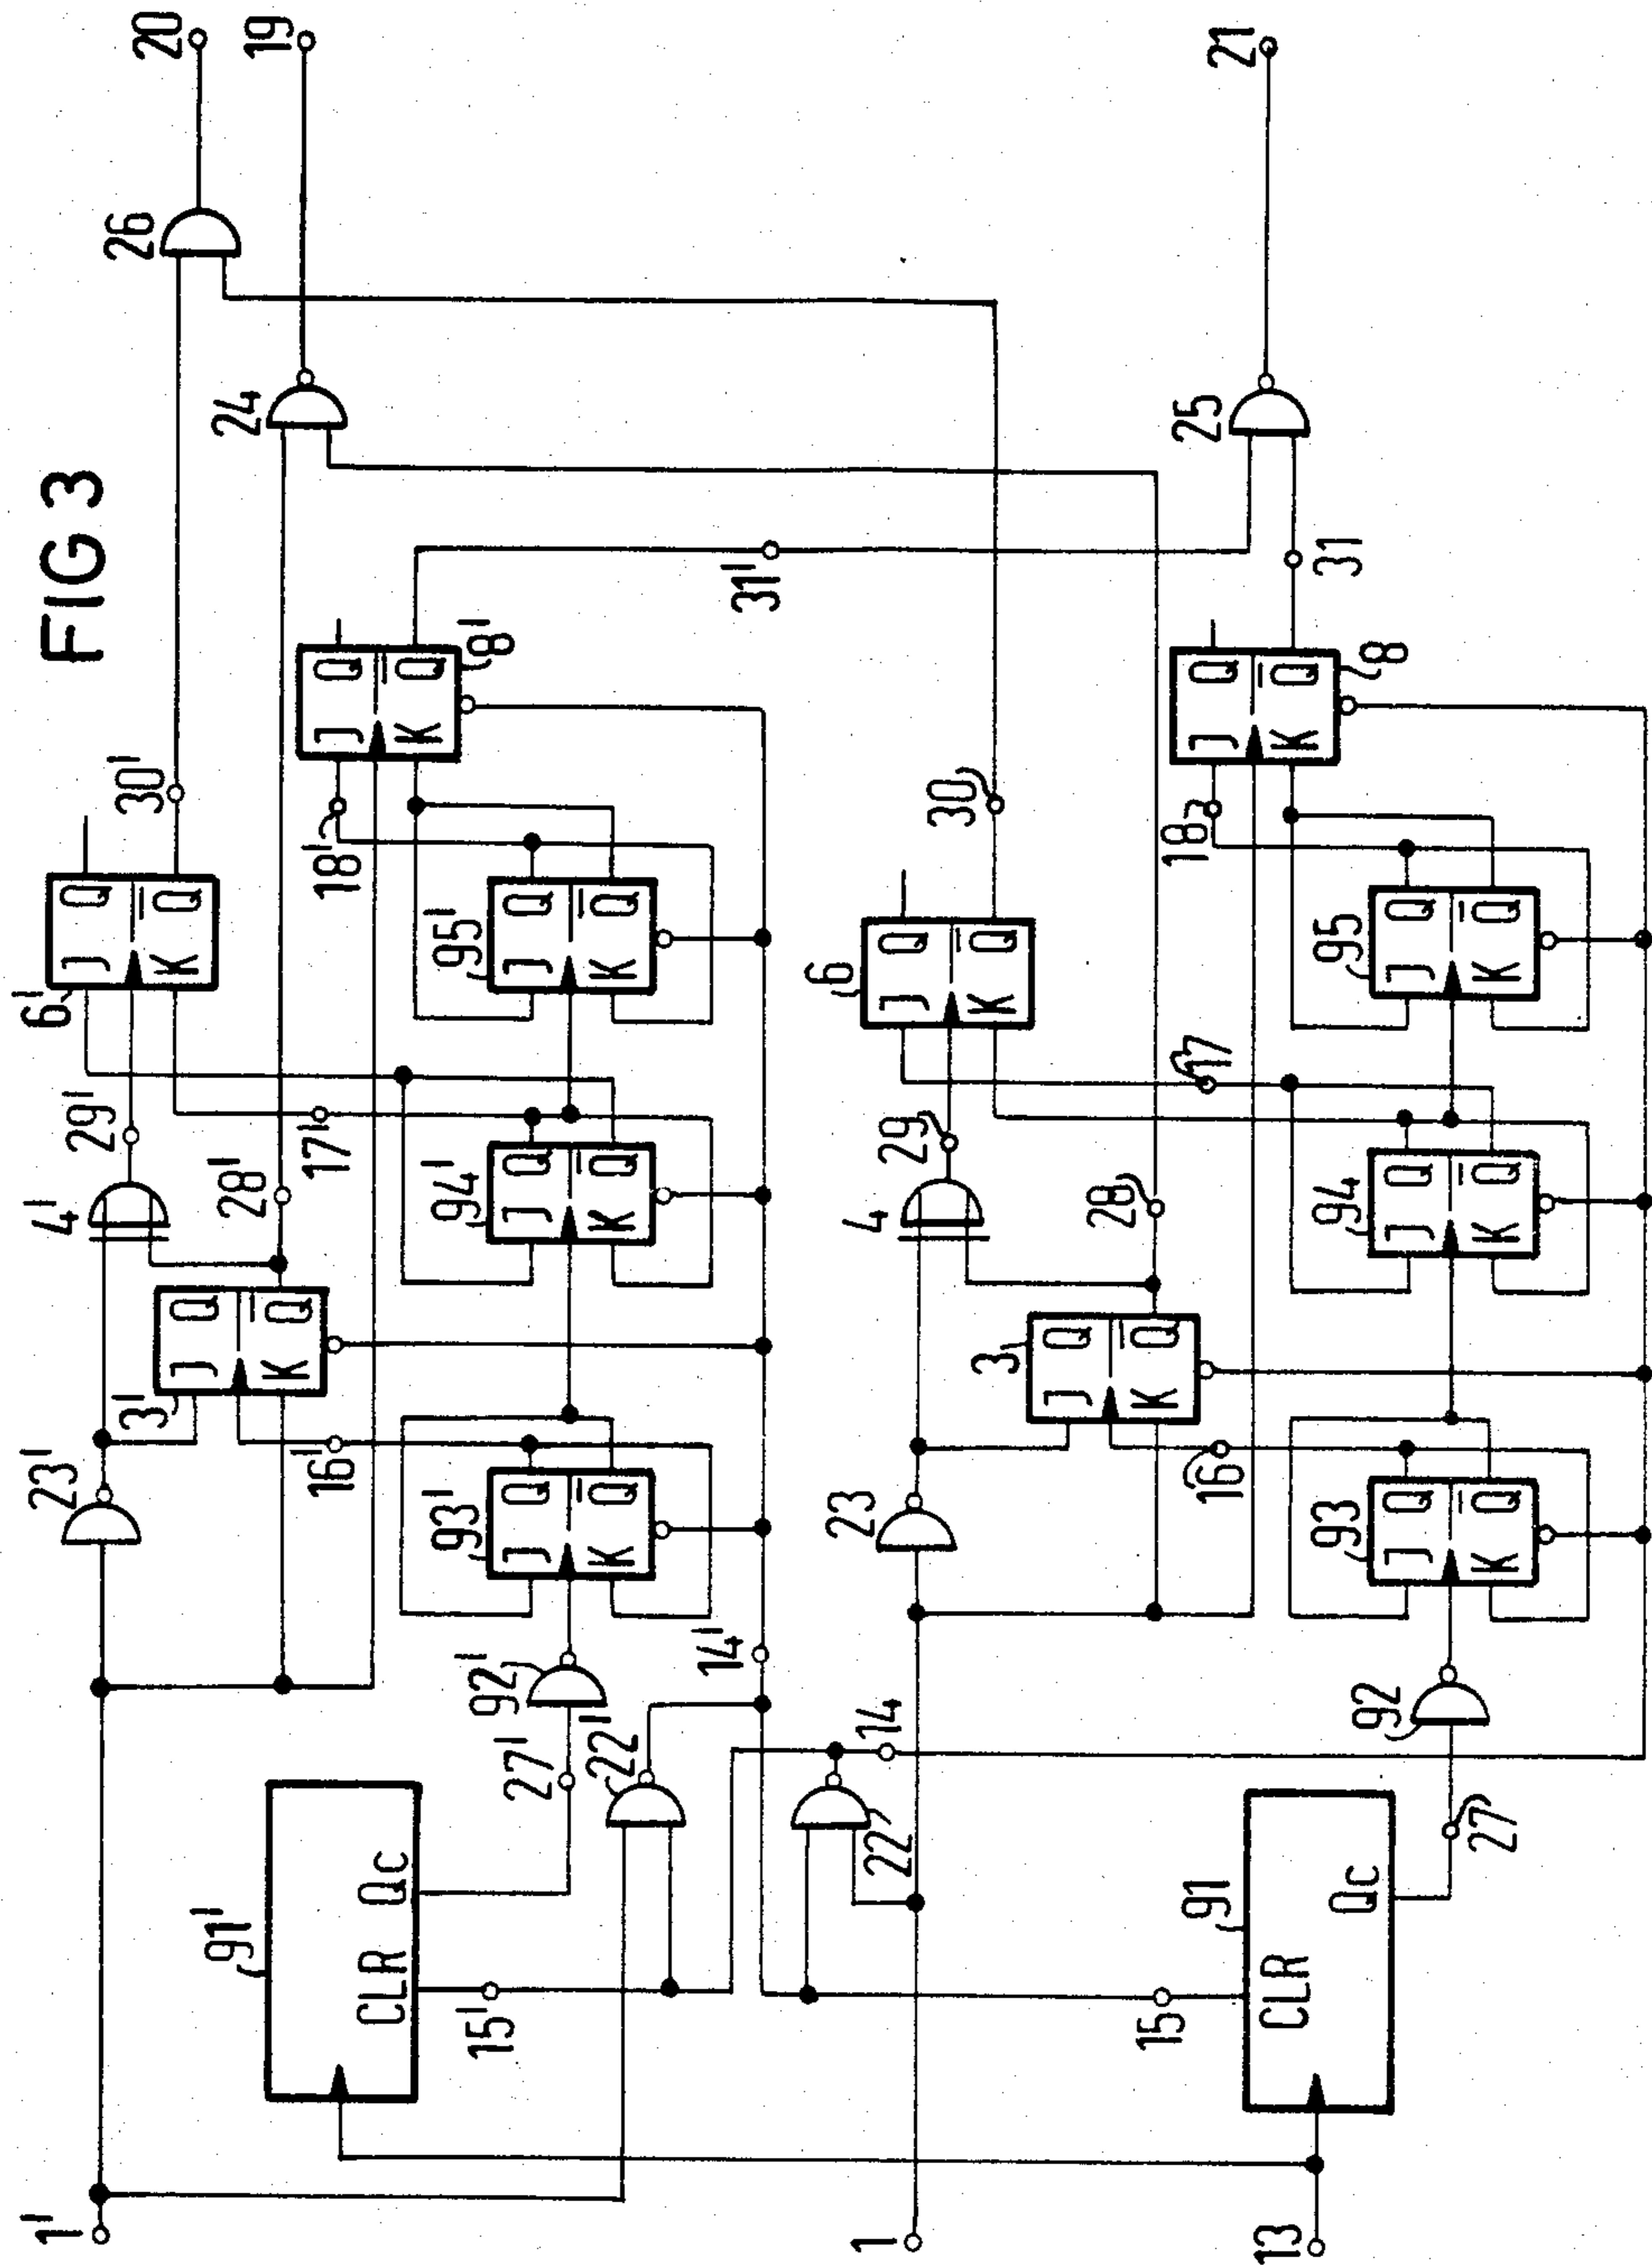 FIG 3
20
19
21
26
24
25
30'
6'
J Q
K Q̅
29'
4'
28'
17'
18'
8'
J Q
K Q̅
31'
31
95'
J Q
K Q̅
94'
J Q
K Q̅
3'
J Q
K Q̅
23'
16'
93'
J Q
K Q̅
92'
27'
14'
22'
91'
CLR Qc
15'
1'
30
6
J Q
K Q̅
17
18
8
J Q
K Q̅
95
J Q
K Q̅
29
4
28
94
J Q
K Q̅
3
J Q
K Q̅
23
16
93
J Q
K Q̅
92
27
14
22
91
CLR Qc
15
1
13